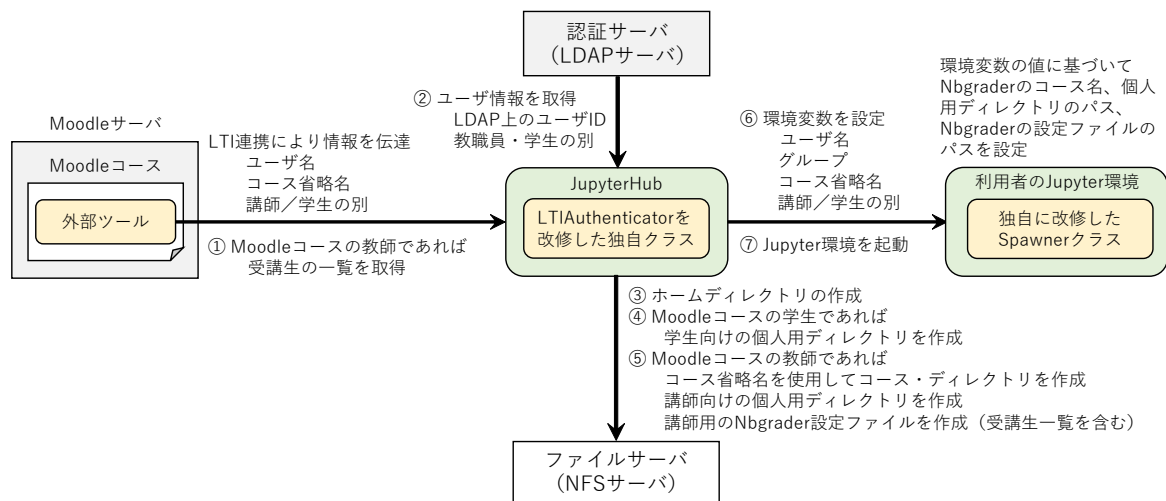 認証サーバ
（LDAPサーバ）
② ユーザ情報を取得
LDAP上のユーザID
教職員・学生の別
環境変数の値に基づいて
Nbgraderのコース名、個人
用ディレクトリのパス、
Nbgraderの設定ファイルの
パスを設定
Moodleサーバ
Moodleコース
外部ツール
LTI連携により情報を伝達
ユーザ名
コース省略名
講師／学生の別
① Moodleコースの教師であれば
受講生の一覧を取得
JupyterHub
LTIAuthenticatorを
改修した独自クラス
⑥ 環境変数を設定
ユーザ名
グループ
コース省略名
講師／学生の別
⑦ Jupyter環境を起動
利用者のJupyter環境
独自に改修した
Spawnerクラス
③ ホームディレクトリの作成
④ Moodleコースの学生であれば
学生向けの個人用ディレクトリを作成
⑤ Moodleコースの教師であれば
コース省略名を使用してコース・ディレクトリを作成
講師向けの個人用ディレクトリを作成
講師用のNbgrader設定ファイルを作成（受講生一覧を含む）
ファイルサーバ
（NFSサーバ）